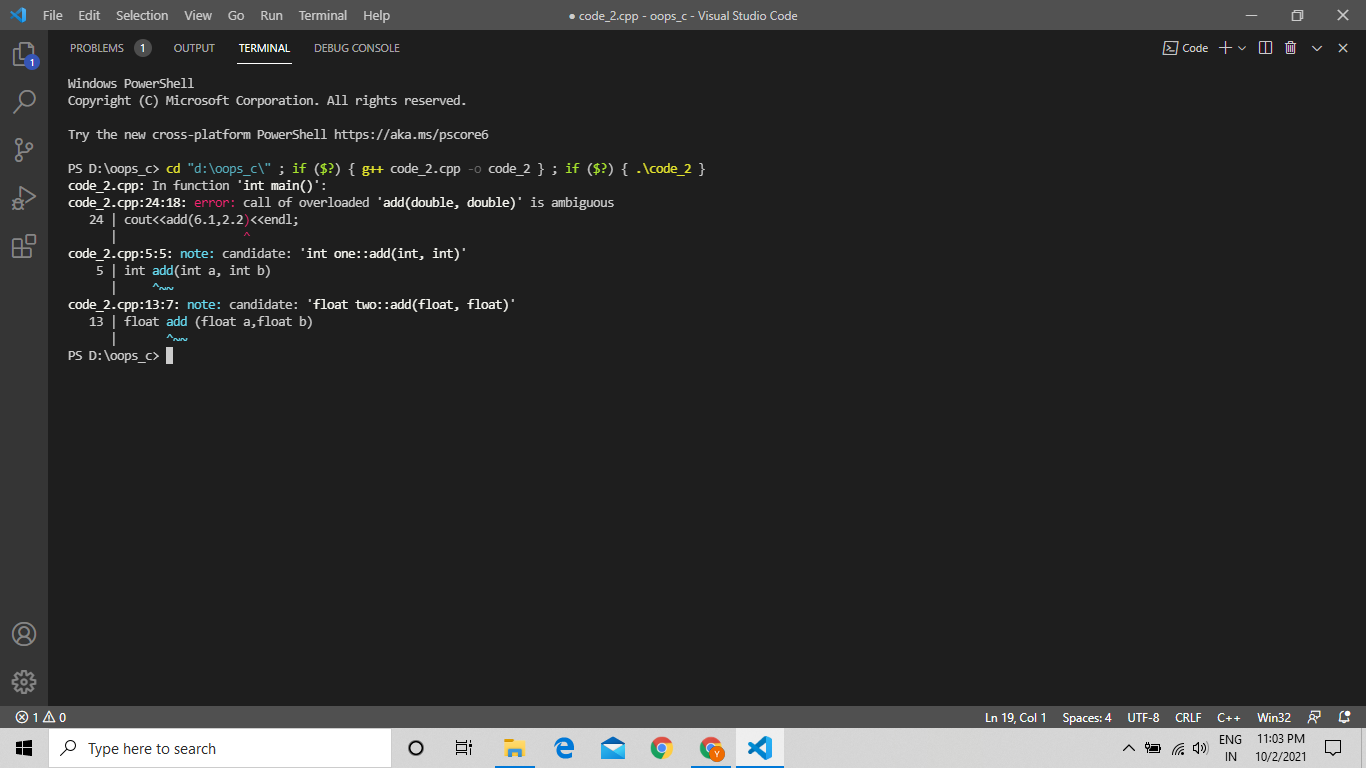 File Edit Selection View Go Run Terminal Help
● code_2.cpp - oops_c - Visual Studio Code
PROBLEMS 1 OUTPUT TERMINAL DEBUG CONSOLE
Code
1
Windows PowerShell
Copyright (C) Microsoft Corporation. All rights reserved.
Try the new cross-platform PowerShell https://aka.ms/pscore6
PS D:\oops_c> cd "d:\oops_c\" ; if ($?) { g++ code_2.cpp -o code_2 } ; if ($?) { .\code_2 }
code_2.cpp: In function 'int main()':
code_2.cpp:24:18: error: call of overloaded 'add(double, double)' is ambiguous
24 | cout<<add(6.1,2.2)<<endl;
| ^
code_2.cpp:5:5: note: candidate: 'int one::add(int, int)'
5 | int add(int a, int b)
| ^~~
code_2.cpp:13:7: note: candidate: 'float two::add(float, float)'
13 | float add (float a,float b)
| ^~~
PS D:\oops_c>
1 0
Ln 19, Col 1 Spaces: 4 UTF-8 CRLF C++ Win32
Type here to search
Y
ENG
IN
11:03 PM
10/2/2021